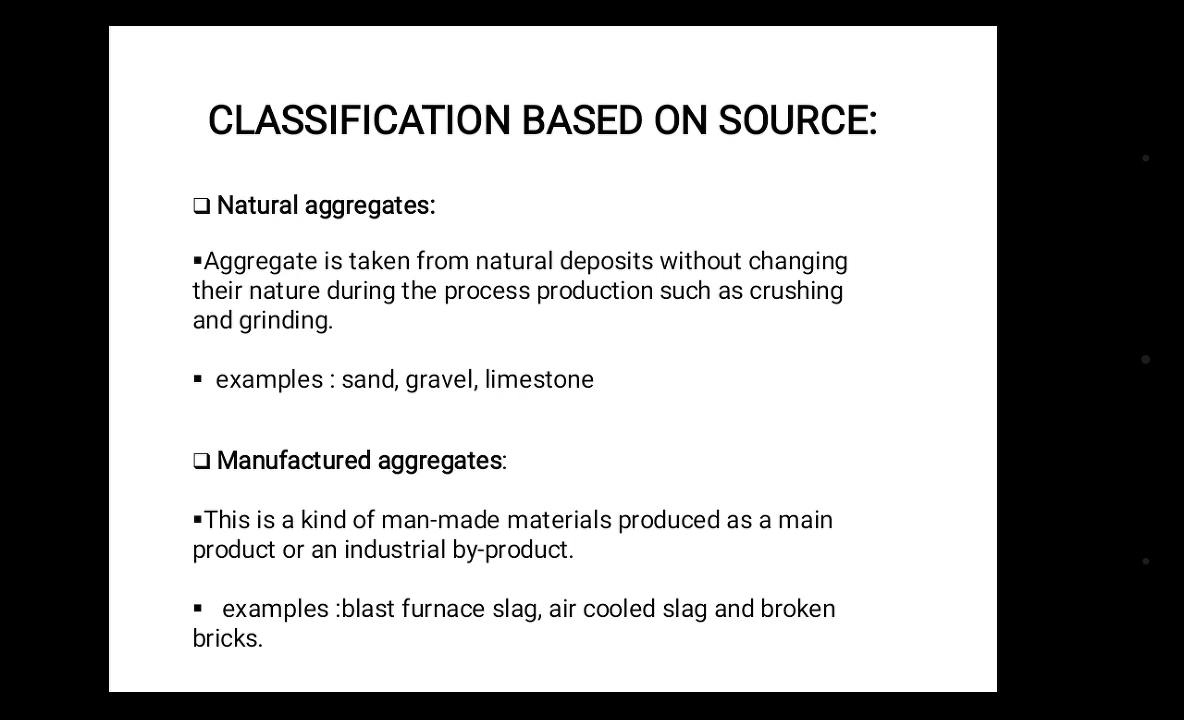 CLASSIFICATION BASED ON SOURCE:
❑ Natural aggregates:
▪Aggregate is taken from natural deposits without changing
their nature during the process production such as crushing
and grinding.
▪ examples : sand, gravel, limestone
❑ Manufactured aggregates:
▪This is a kind of man-made materials produced as a main
product or an industrial by-product.
▪ examples :blast furnace slag, air cooled slag and broken
bricks.